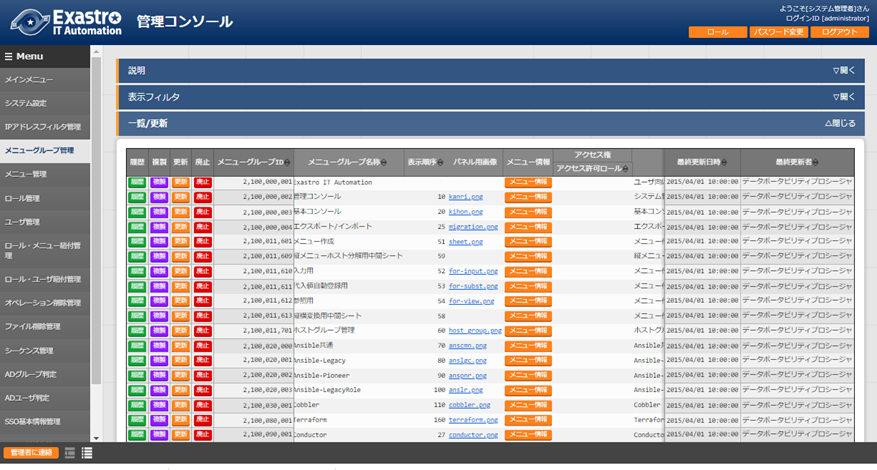 Exastro
IT Automation
管理コンソール
ようこそ[システム管理者]さん
ログインID [administrator]
ロール パスワード変更 ログアウト
☰ Menu
メインメニュー
システム設定
IPアドレスフィルタ管理
メニューグループ管理
メニュー管理
ロール管理
ユーザ管理
ロール・メニュー紐付管理
ロール・ユーザ紐付管理
オペレーション削除管理
ファイル削除管理
シーケンス管理
ADグループ判定
ADユーザ判定
SSO基本情報管理
管理者に連絡
説明 ▽開く
表示フィルタ ▽開く
一覧/更新 △閉じる
履歴 複製 更新 廃止 メニューグループID メニューグループ名称 表示順序 パネル用画像 メニュー情報 アクセス権 最終更新日時 最終更新者
アクセス許可ロール
履歴 複製 更新 廃止 2,100,000,001 Exastro IT Automation メニュー情報 ユーザ向 2015/04/01 10:00:00 データポータビリティプロシージャ
履歴 複製 更新 廃止 2,100,000,002 管理コンソール 10 kanri.png メニュー情報 システム 2015/04/01 10:00:00 データポータビリティプロシージャ
履歴 複製 更新 廃止 2,100,000,003 基本コンソール 20 kihon.png メニュー情報 基本コン 2015/04/01 10:00:00 データポータビリティプロシージャ
履歴 複製 更新 廃止 2,100,000,004 エクスポート/インポート 25 migration.png メニュー情報 エクスポ 2015/04/01 10:00:00 データポータビリティプロシージャ
履歴 複製 更新 廃止 2,100,011,601 メニュー作成 51 sheet.png メニュー情報 メニュー 2015/04/01 10:00:00 データポータビリティプロシージャ
履歴 複製 更新 廃止 2,100,011,609 縦メニューホスト分解用中間シート 59 メニュー情報 縦メニュ 2015/04/01 10:00:00 データポータビリティプロシージャ
履歴 複製 更新 廃止 2,100,011,610 入力用 52 for-input.png メニュー情報 メニュー 2015/04/01 10:00:00 データポータビリティプロシージャ
履歴 複製 更新 廃止 2,100,011,611 代入値自動登録用 53 for-subst.png メニュー情報 メニュー 2015/04/01 10:00:00 データポータビリティプロシージャ
履歴 複製 更新 廃止 2,100,011,612 参照用 54 for-view.png メニュー情報 メニュー 2015/04/01 10:00:00 データポータビリティプロシージャ
履歴 複製 更新 廃止 2,100,011,613 縦横変換用中間シート 58 メニュー情報 メニュー 2015/04/01 10:00:00 データポータビリティプロシージャ
履歴 複製 更新 廃止 2,100,011,701 ホストグループ管理 60 host_group.png メニュー情報 ホストグ 2015/04/01 10:00:00 データポータビリティプロシージャ
履歴 複製 更新 廃止 2,100,020,000 Ansible共通 70 anscmn.png メニュー情報 Ansible共 2015/04/01 10:00:00 データポータビリティプロシージャ
履歴 複製 更新 廃止 2,100,020,001 Ansible-Legacy 80 anslgc.png メニュー情報 Ansible- 2015/04/01 10:00:00 データポータビリティプロシージャ
履歴 複製 更新 廃止 2,100,020,002 Ansible-Pioneer 90 anspnr.png メニュー情報 Ansible- 2015/04/01 10:00:00 データポータビリティプロシージャ
履歴 複製 更新 廃止 2,100,020,003 Ansible-LegacyRole 100 anslr.png メニュー情報 Ansible- 2015/04/01 10:00:00 データポータビリティプロシージャ
履歴 複製 更新 廃止 2,100,030,001 Cobbler 110 cobbler.png メニュー情報 Cobbler 2015/04/01 10:00:00 データポータビリティプロシージャ
履歴 複製 更新 廃止 2,100,080,001 Terraform 160 terraform.png メニュー情報 Terrafor 2015/04/01 10:00:00 データポータビリティプロシージャ
履歴 複製 更新 廃止 2,100,090,001 Conductor 27 conductor.png メニュー情報 Conducto 2015/04/01 10:00:00 データポータビリティプロシージャ